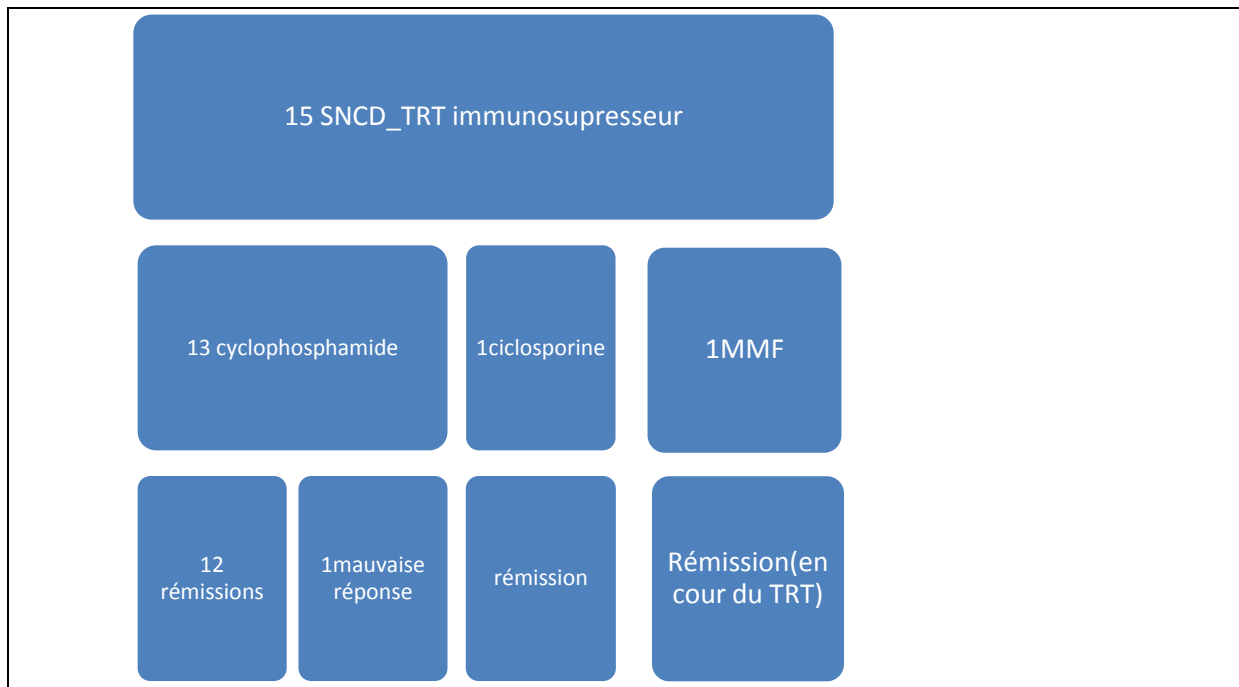 15 SNCD_TRT immunosupresseur
13 cyclophosphamide
1ciclosporine
1MMF
12
rémissions
1mauvaise
réponse
rémission
Rémission(en
cour du TRT)